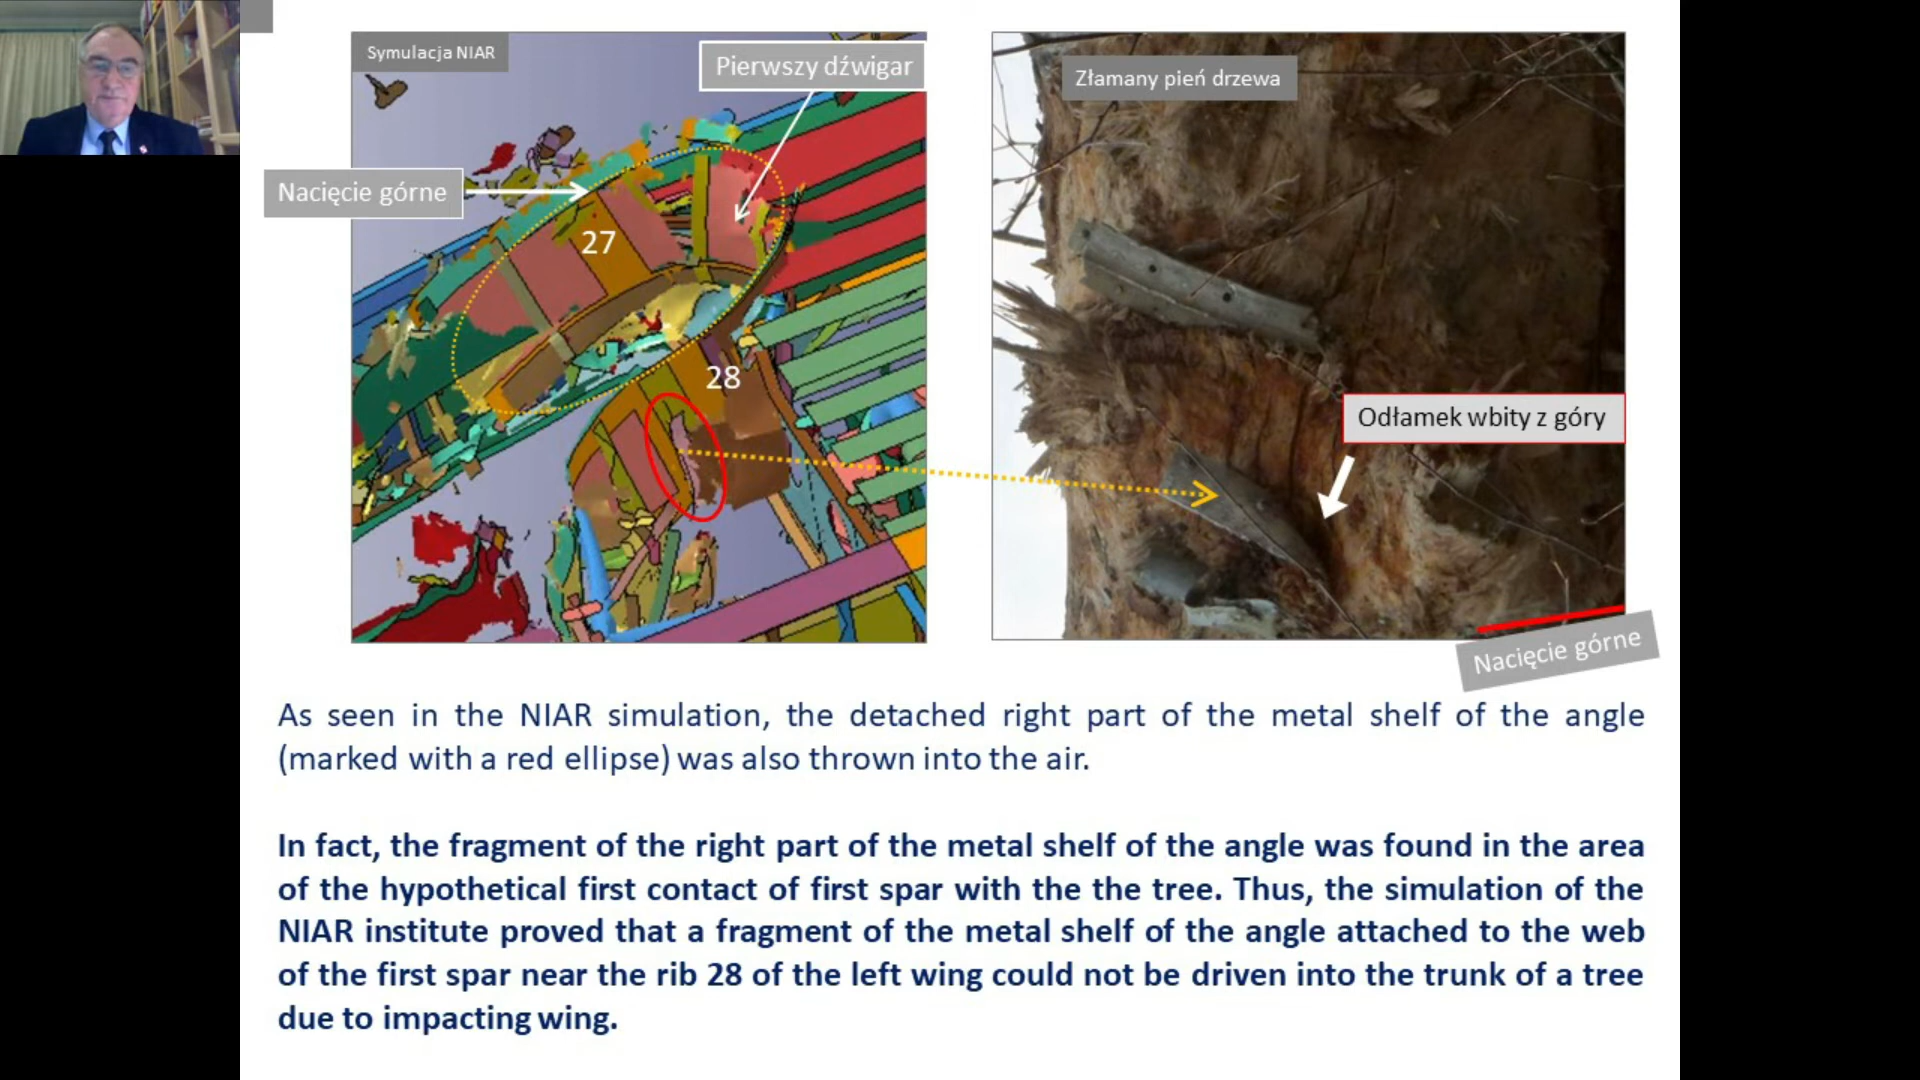 Symulacja NIAR
Pierwszy dźwigar
Nacięcie górne
27
28
Złamany pień drzewa
Odłamek wbity z góry
Nacięcie górne
As seen in the NIAR simulation, the detached right part of the metal shelf of the angle
(marked with a red ellipse) was also thrown into the air.
In fact, the fragment of the right part of the metal shelf of the angle was found in the area
of the hypothetical first contact of first spar with the the tree. Thus, the simulation of the
NIAR institute proved that a fragment of the metal shelf of the angle attached to the web
of the first spar near the rib 28 of the left wing could not be driven into the trunk of a tree
due to impacting wing.